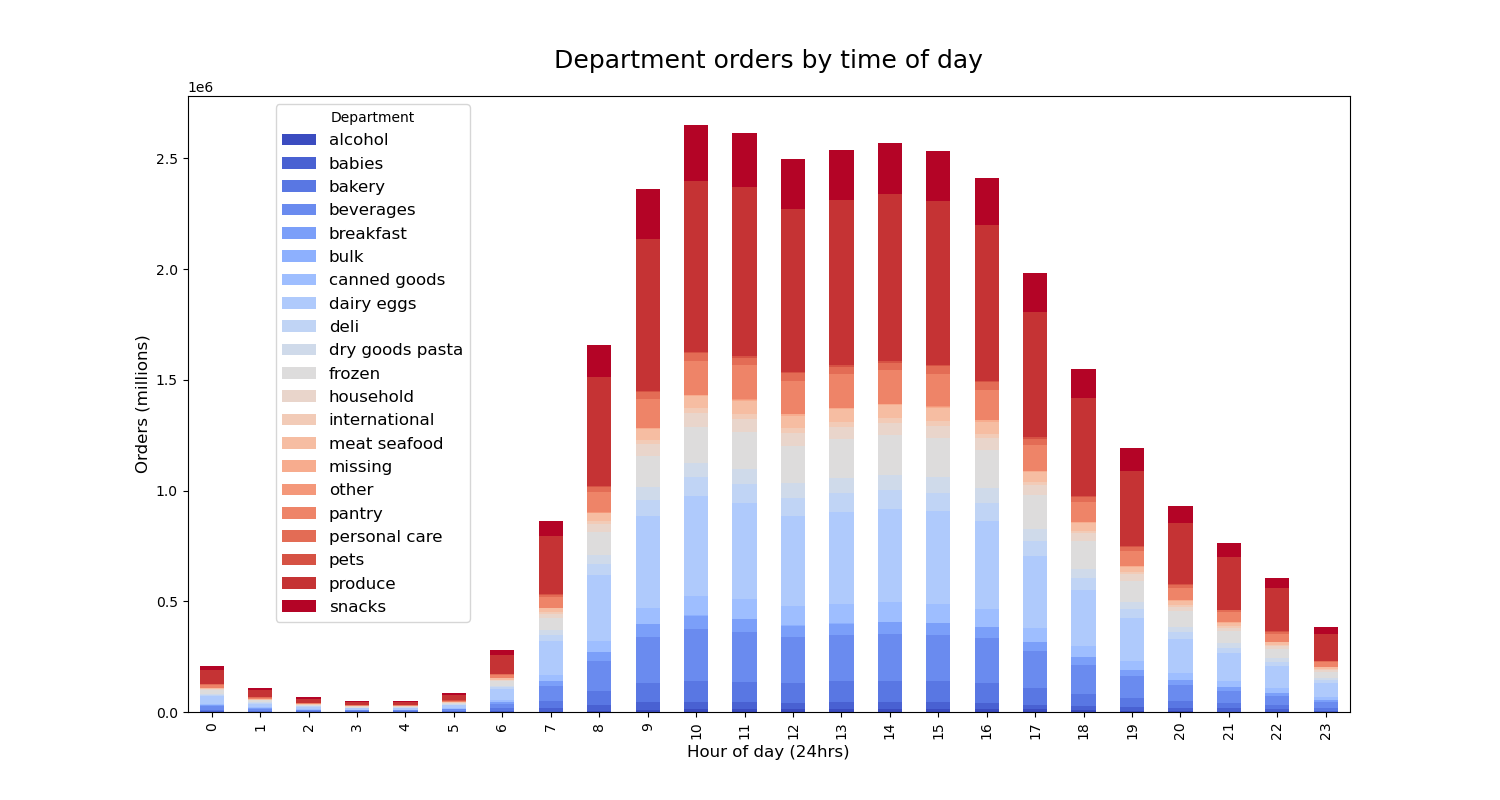 Department orders by time of day
1e6
Department
alcohol
babies
bakery
beverages
breakfast
bulk
canned goods
dairy eggs
deli
dry goods pasta
frozen
household
international
meat seafood
missing
other
pantry
personal care
pets
produce
snacks
Orders (millions)
2.5
2.0
1.5
1.0
0.5
0.0
0 1 2 3 4 5 6 7 8 9 10 11 12 13 14 15 16 17 18 19 20 21 22 23
Hour of day (24hrs)